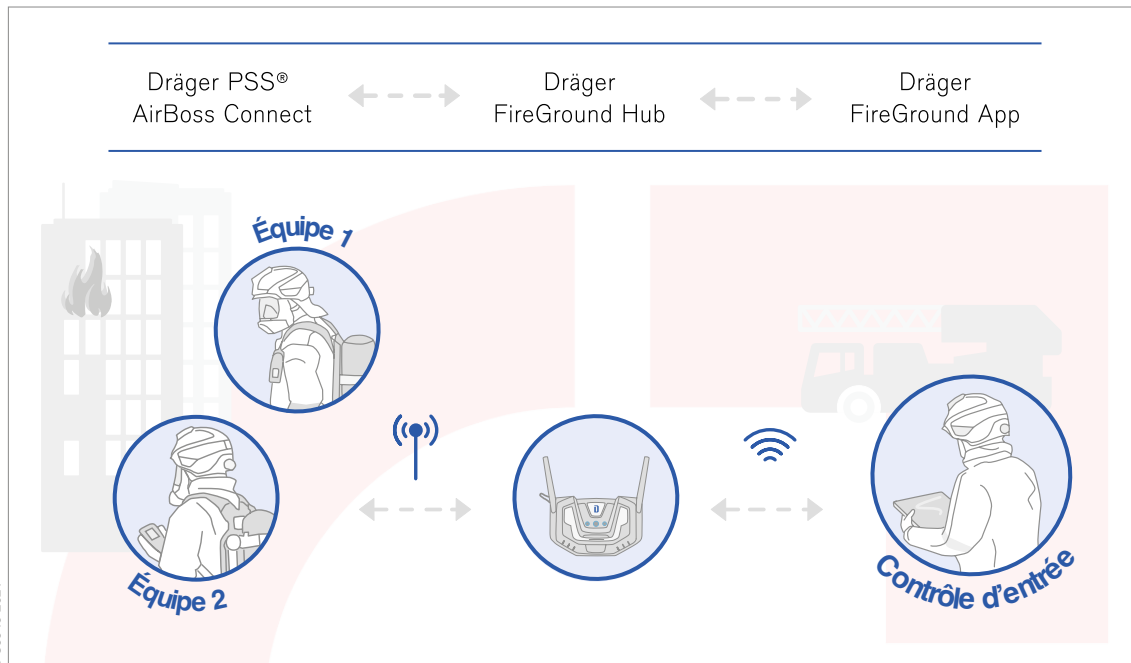 Dräger PSS®
AirBoss Connect
Dräger
FireGround Hub
Dräger
FireGround App
Équipe 1
Équipe 2
Contrôle d'entrée